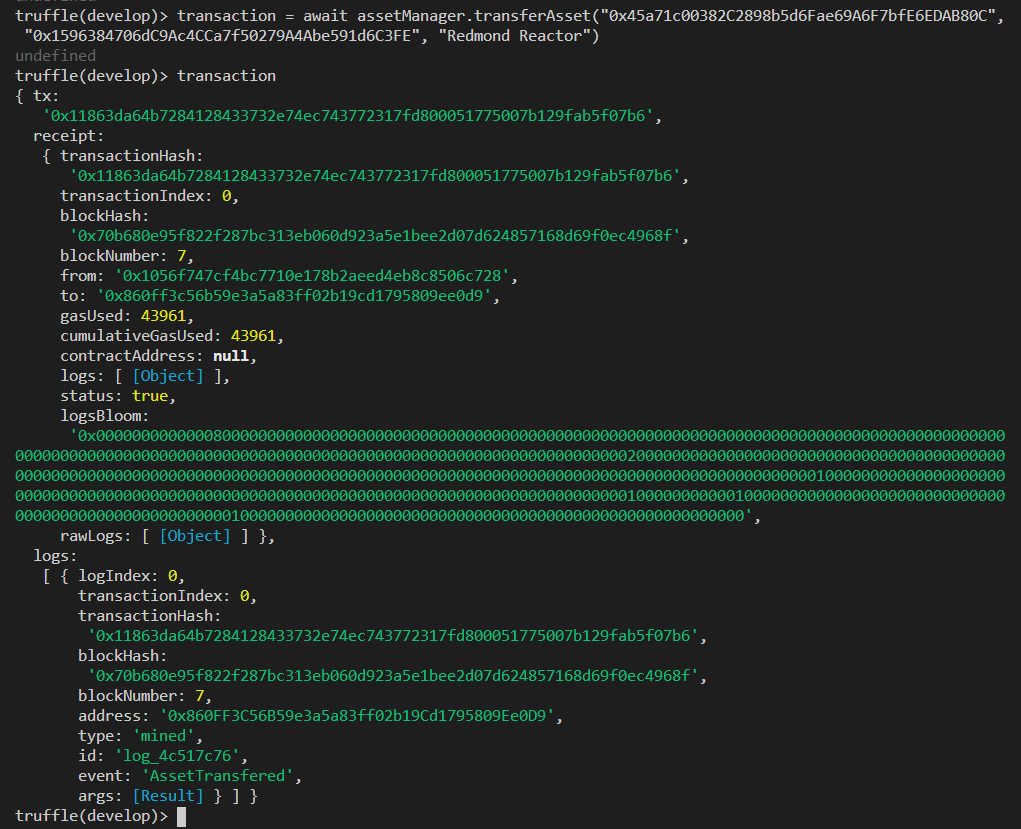 truffle(develop)> transaction = await assetManager.transferAsset("0x45a71c00382C2898b5d6Fae69A6F7bfE6EDAB80C",
"0x1596384706dC9Ac4CCa7f50279A4Abe591d6C3FE", "Redmond Reactor")
undefined
truffle(develop)> transaction
{ tx:
'0x11863da64b7284128433732e74ec743772317fd800051775007b129fab5f07b6',
receipt:
{ transactionHash:
'0x11863da64b7284128433732e74ec743772317fd800051775007b129fab5f07b6',
transactionIndex: 0,
blockHash:
'0x70b680e95f822f287bc313eb060d923a5e1bee2d07d624857168d69f0ec4968f',
blockNumber: 7,
from: '0x1056f747cf4bc7710e178b2aeed4eb8c8506c728',
to: '0x860ff3c56b59e3a5a83ff02b19cd1795809ee0d9',
gasUsed: 43961,
cumulativeGasUsed: 43961,
contractAddress: null,
logs: [ [Object] ],
status: true,
logsBloom:
rawLogs: [ [Object] ] },
logs:
[ { logIndex: 0,
transactionIndex: 0,
transactionHash:
'0x11863da64b7284128433732e74ec743772317fd800051775007b129fab5f07b6',
blockHash:
'0x70b680e95f822f287bc313eb060d923a5e1bee2d07d624857168d69f0ec4968f',
blockNumber: 7,
address: '0x860FF3C56B59e3a5a83ff02b19Cd1795809Ee0D9',
type: 'mined',
id: 'log_4c517c76',
event: 'AssetTransfered',
args: [Result] } ] }
truffle(develop)>